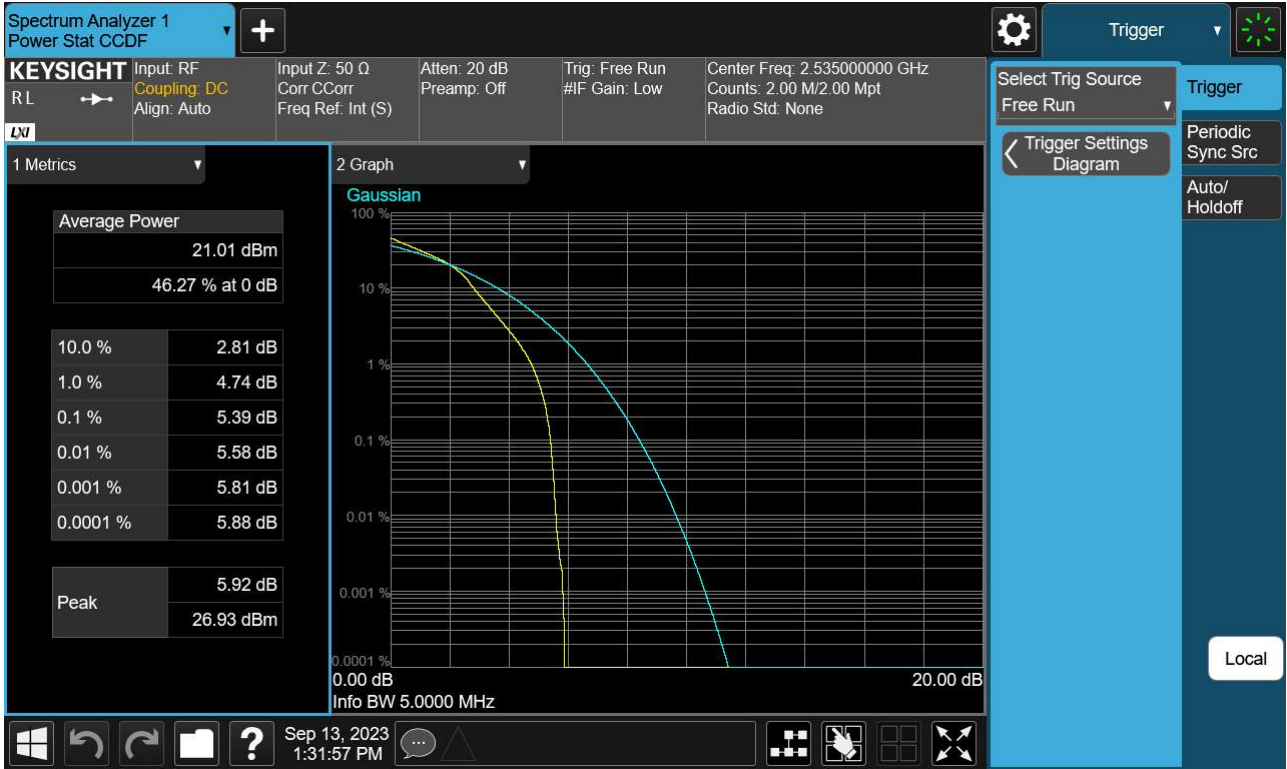 Spectrum Analyzer 1
Power Stat CCDF
+
Trigger
KEYSIGHT
R L
LXI
Input: RF
Coupling: DC
Align: Auto
Input Z: 50 Ω
Corr CCorr
Freq Ref: Int (S)
Atten: 20 dB
Preamp: Off
Trig: Free Run
#IF Gain: Low
Center Freq: 2.535000000 GHz
Counts: 2.00 M/2.00 Mpt
Radio Std: None
Select Trig Source
Free Run
Trigger Settings
Diagram
Trigger
Periodic
Sync Src
Auto/
Holdoff
1 Metrics
Average Power
21.01 dBm
46.27 % at 0 dB
10.0 % 2.81 dB
1.0 % 4.74 dB
0.1 % 5.39 dB
0.01 % 5.58 dB
0.001 % 5.81 dB
0.0001 % 5.88 dB
Peak
5.92 dB
26.93 dBm
2 Graph
Gaussian
100 %
10 %
1 %
0.1 %
0.01 %
0.001 %
0.0001 %
0.00 dB 20.00 dB
Info BW 5.0000 MHz
Local
?
Sep 13, 2023
1:31:57 PM